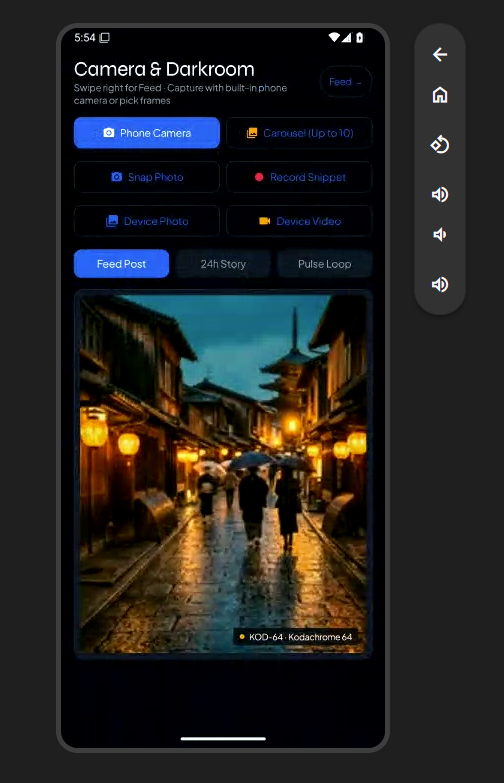 5:54
Camera & Darkroom
Swipe right for Feed · Capture with built-in phone
camera or pick frames
Feed →
Phone Camera
Carousel (Up to 10)
Snap Photo
Record Snippet
Device Photo
Device Video
Feed Post
24h Story
Pulse Loop
KOD-64 · Kodachrome 64